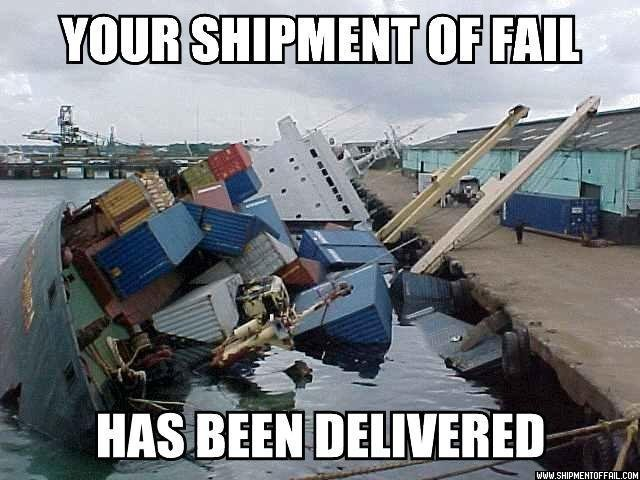 YOUR SHIPMENT OF FAIL
HAS BEEN DELIVERED
WWW.SHIPMENTOFFAIL.COM